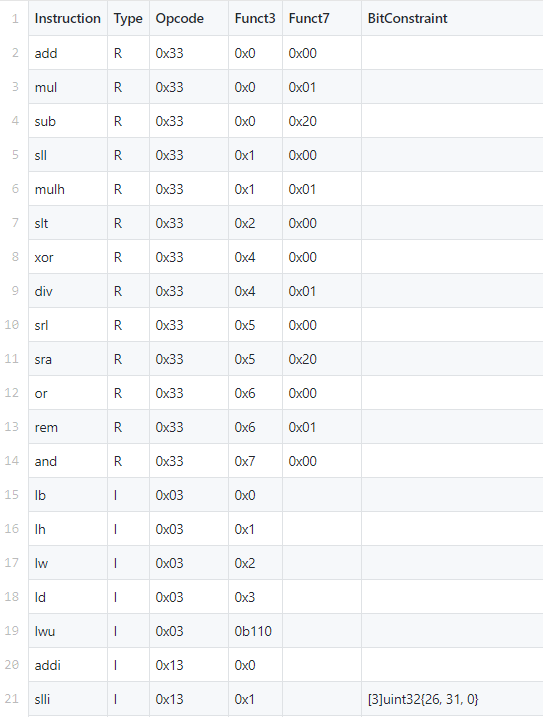 1 Instruction Type Opcode Funct3 Funct7 BitConstraint
2 add R 0x33 0x0 0x00
3 mul R 0x33 0x0 0x01
4 sub R 0x33 0x0 0x20
5 sll R 0x33 0x1 0x00
6 mulh R 0x33 0x1 0x01
7 slt R 0x33 0x2 0x00
8 xor R 0x33 0x4 0x00
9 div R 0x33 0x4 0x01
10 srl R 0x33 0x5 0x00
11 sra R 0x33 0x5 0x20
12 or R 0x33 0x6 0x00
13 rem R 0x33 0x6 0x01
14 and R 0x33 0x7 0x00
15 lb I 0x03 0x0
16 lh I 0x03 0x1
17 lw I 0x03 0x2
18 ld I 0x03 0x3
19 lwu I 0x03 0b110
20 addi I 0x13 0x0
21 slli I 0x13 0x1 [3]uint32{26, 31, 0}